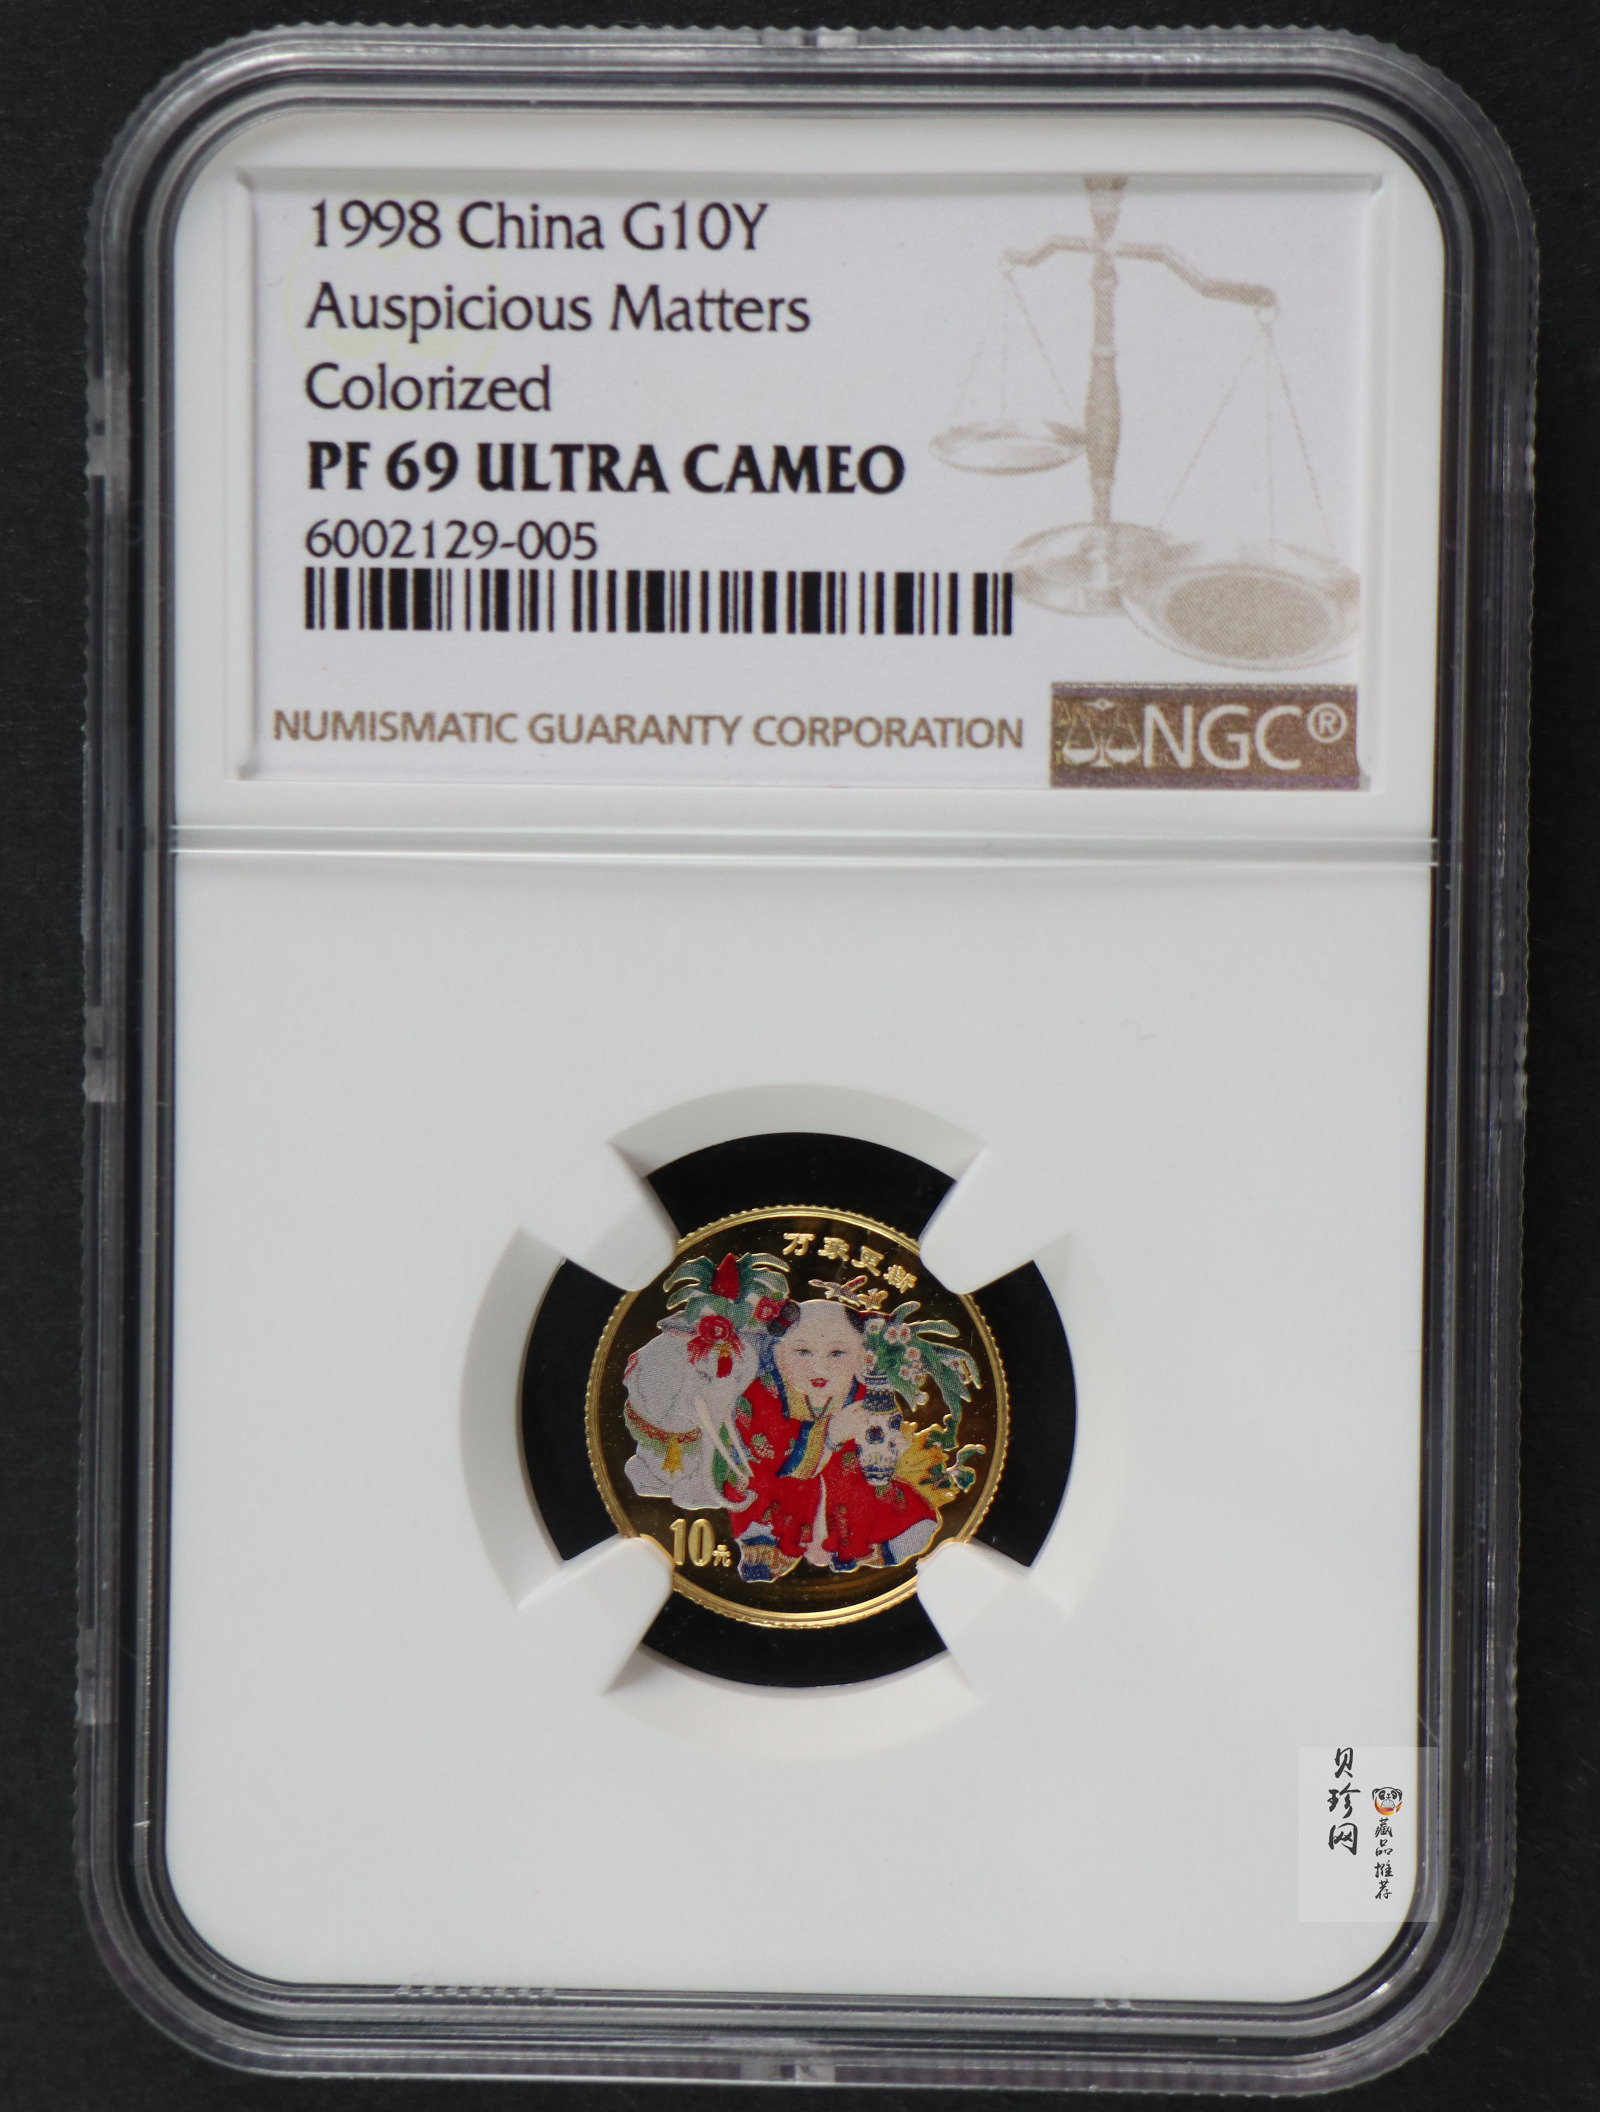 1998 China G10Y
Auspicious Matters
Colorized
PF 69 ULTRA CAMEO
6002129-005
NUMISMATIC GUARANTY CORPORATION
NGC®
万象更新
10元
贝珍网
藏品推荐